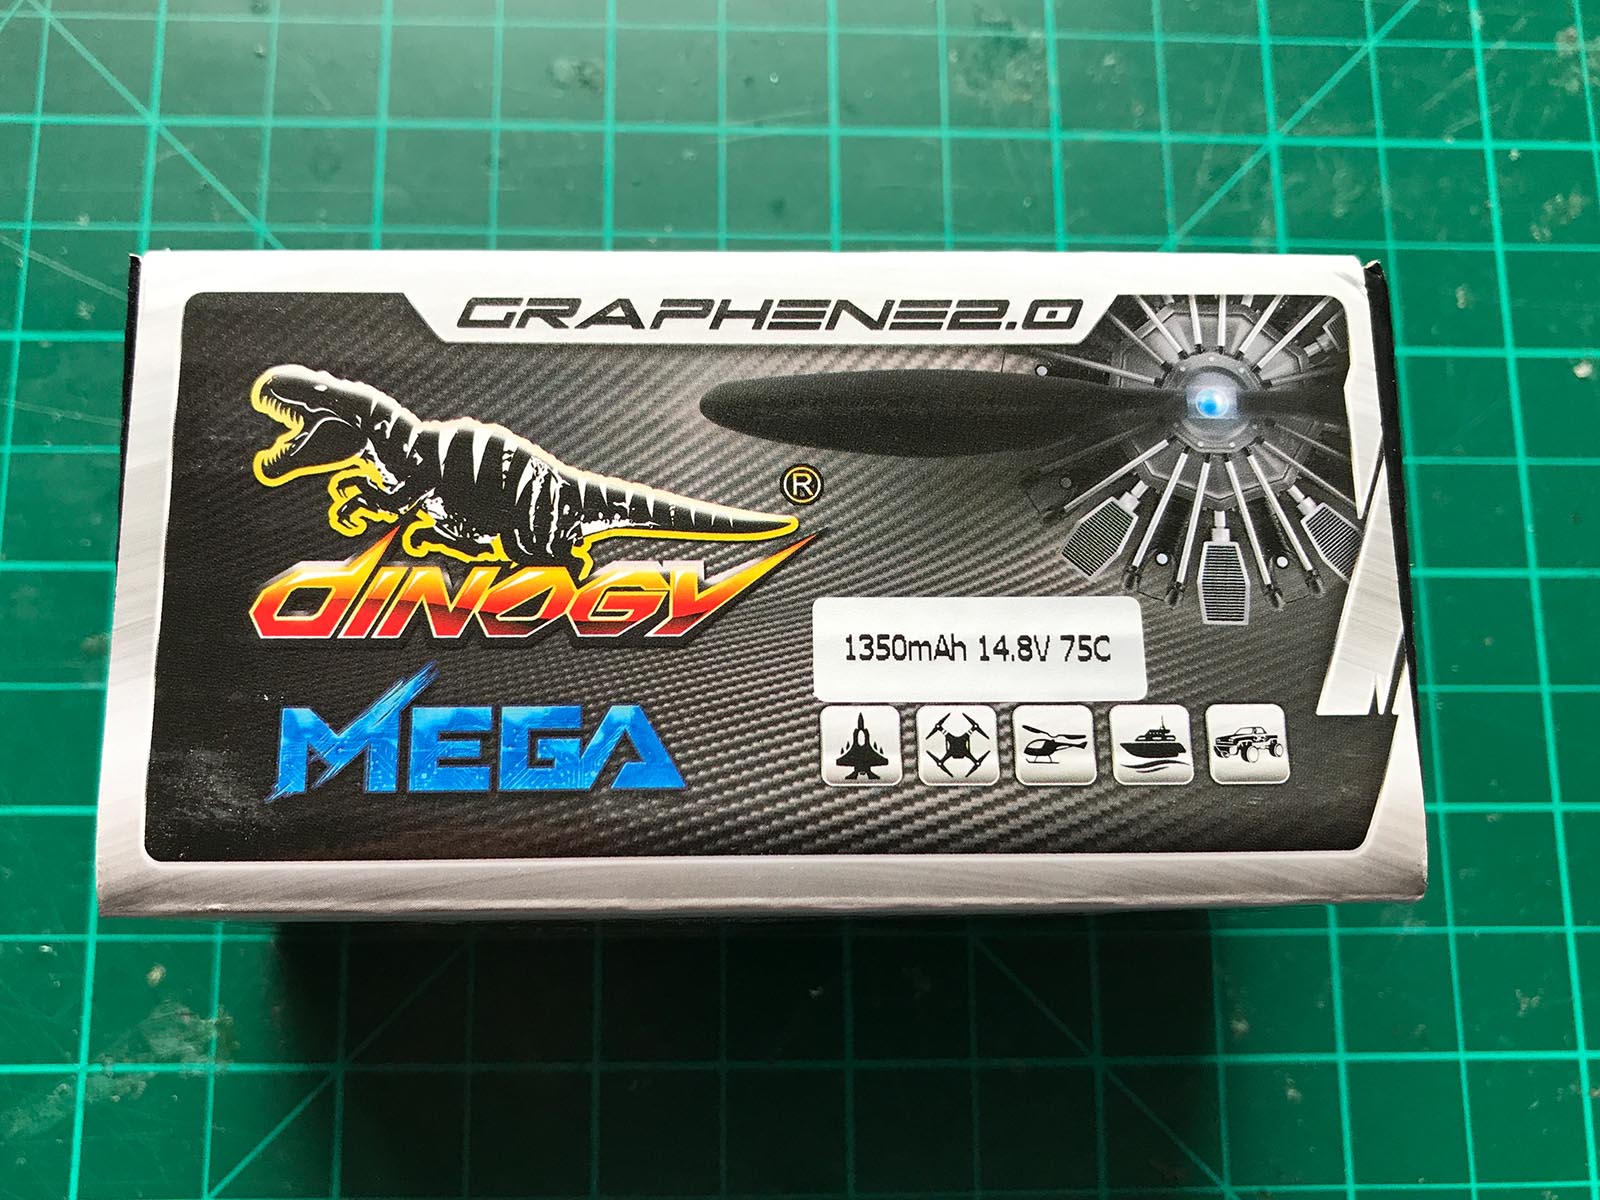 GRAPHENE2.0
®
DINOGY
MEGA
1350mAh 14.8V 75C